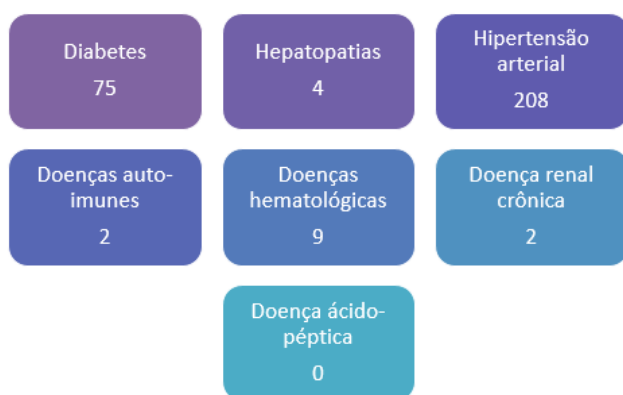 Diabetes
75
Hepatopatias
4
Hipertensão
arterial
208
Doenças auto-
imunes
2
Doenças
hematológicas
9
Doença renal
crônica
2
Doença ácido-
péptica
0